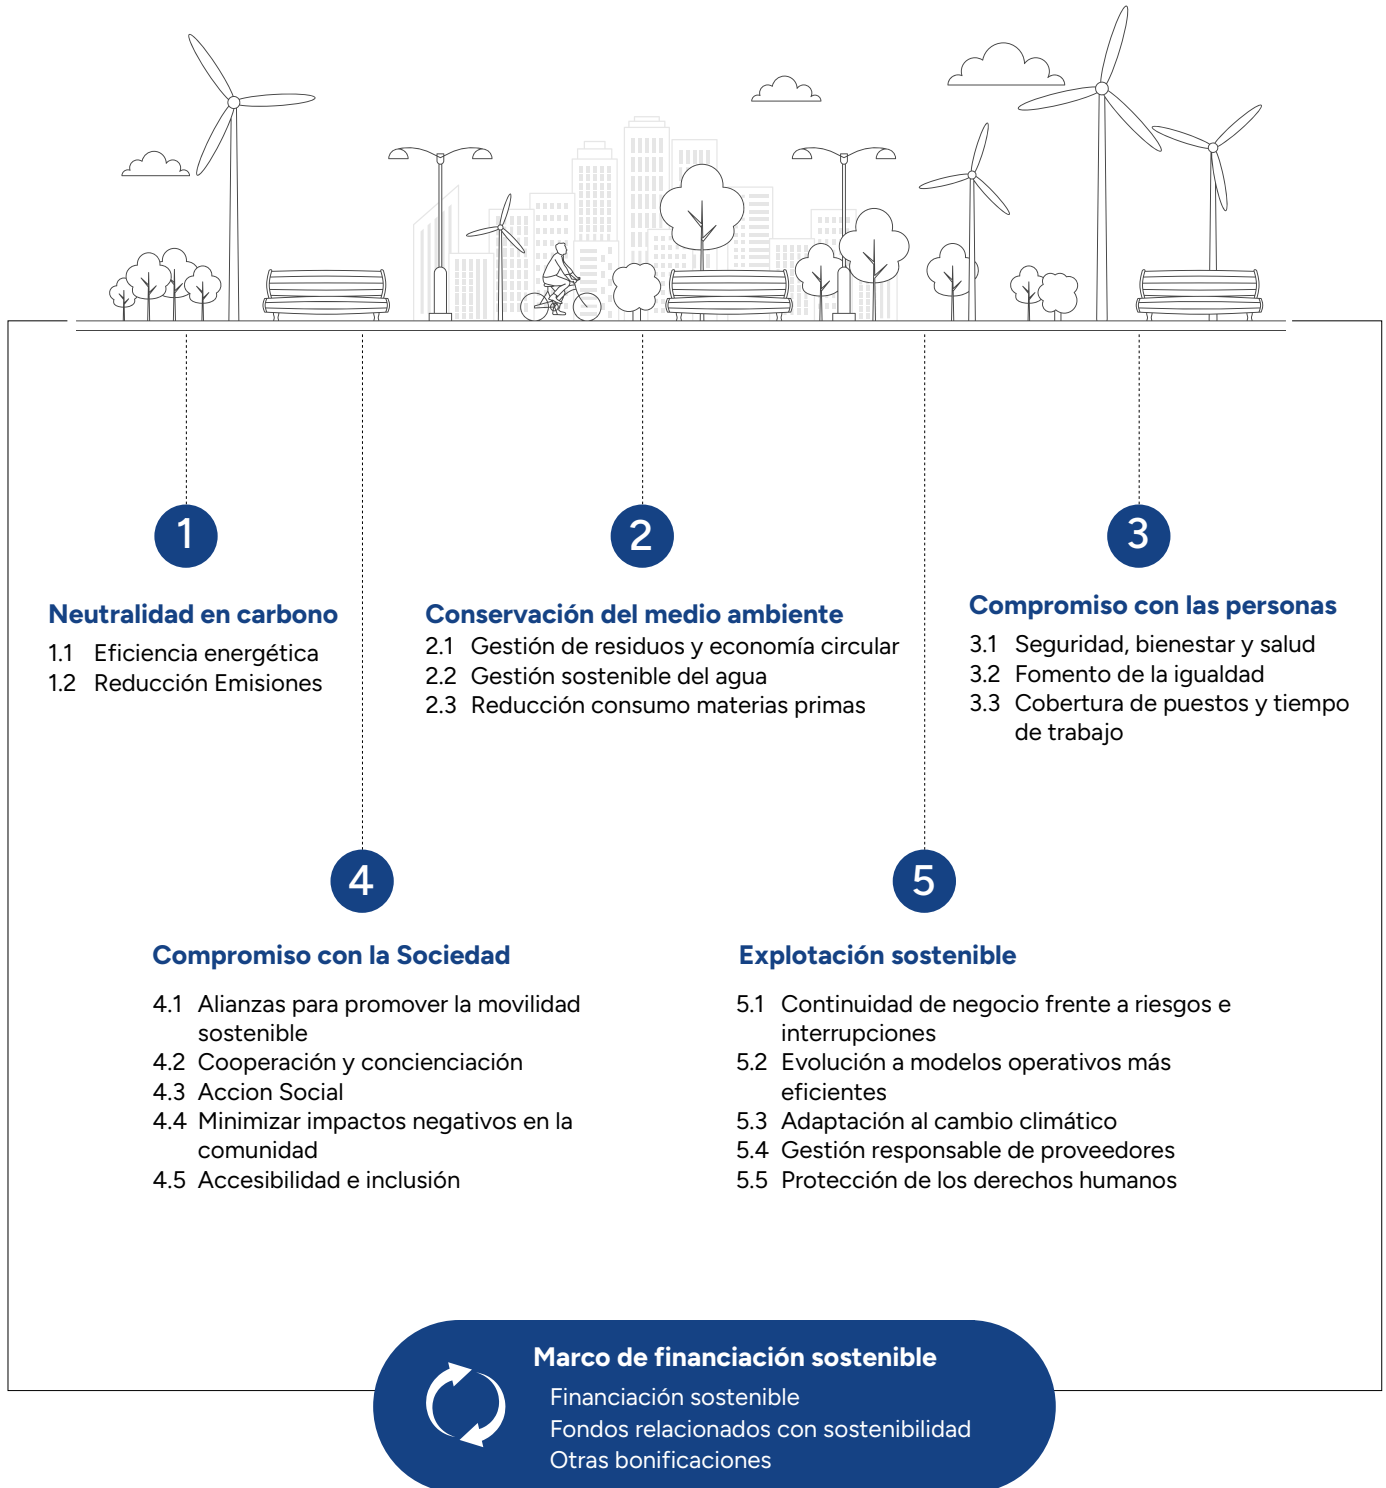 1
Neutralidad en carbono
1.1 Eficiencia energética
1.2 Reducción Emisiones
2
Conservación del medio ambiente
2.1 Gestión de residuos y economía circular
2.2 Gestión sostenible del agua
2.3 Reducción consumo materias primas
3
Compromiso con las personas
3.1 Seguridad, bienestar y salud
3.2 Fomento de la igualdad
3.3 Cobertura de puestos y tiempo
de trabajo
4
Compromiso con la Sociedad
4.1 Alianzas para promover la movilidad
sostenible
4.2 Cooperación y concienciación
4.3 Accion Social
4.4 Minimizar impactos negativos en la
comunidad
4.5 Accesibilidad e inclusión
5
Explotación sostenible
5.1 Continuidad de negocio frente a riesgos e
interrupciones
5.2 Evolución a modelos operativos más
eficientes
5.3 Adaptación al cambio climático
5.4 Gestión responsable de proveedores
5.5 Protección de los derechos humanos
Marco de financiación sostenible
Financiación sostenible
Fondos relacionados con sostenibilidad
Otras bonificaciones